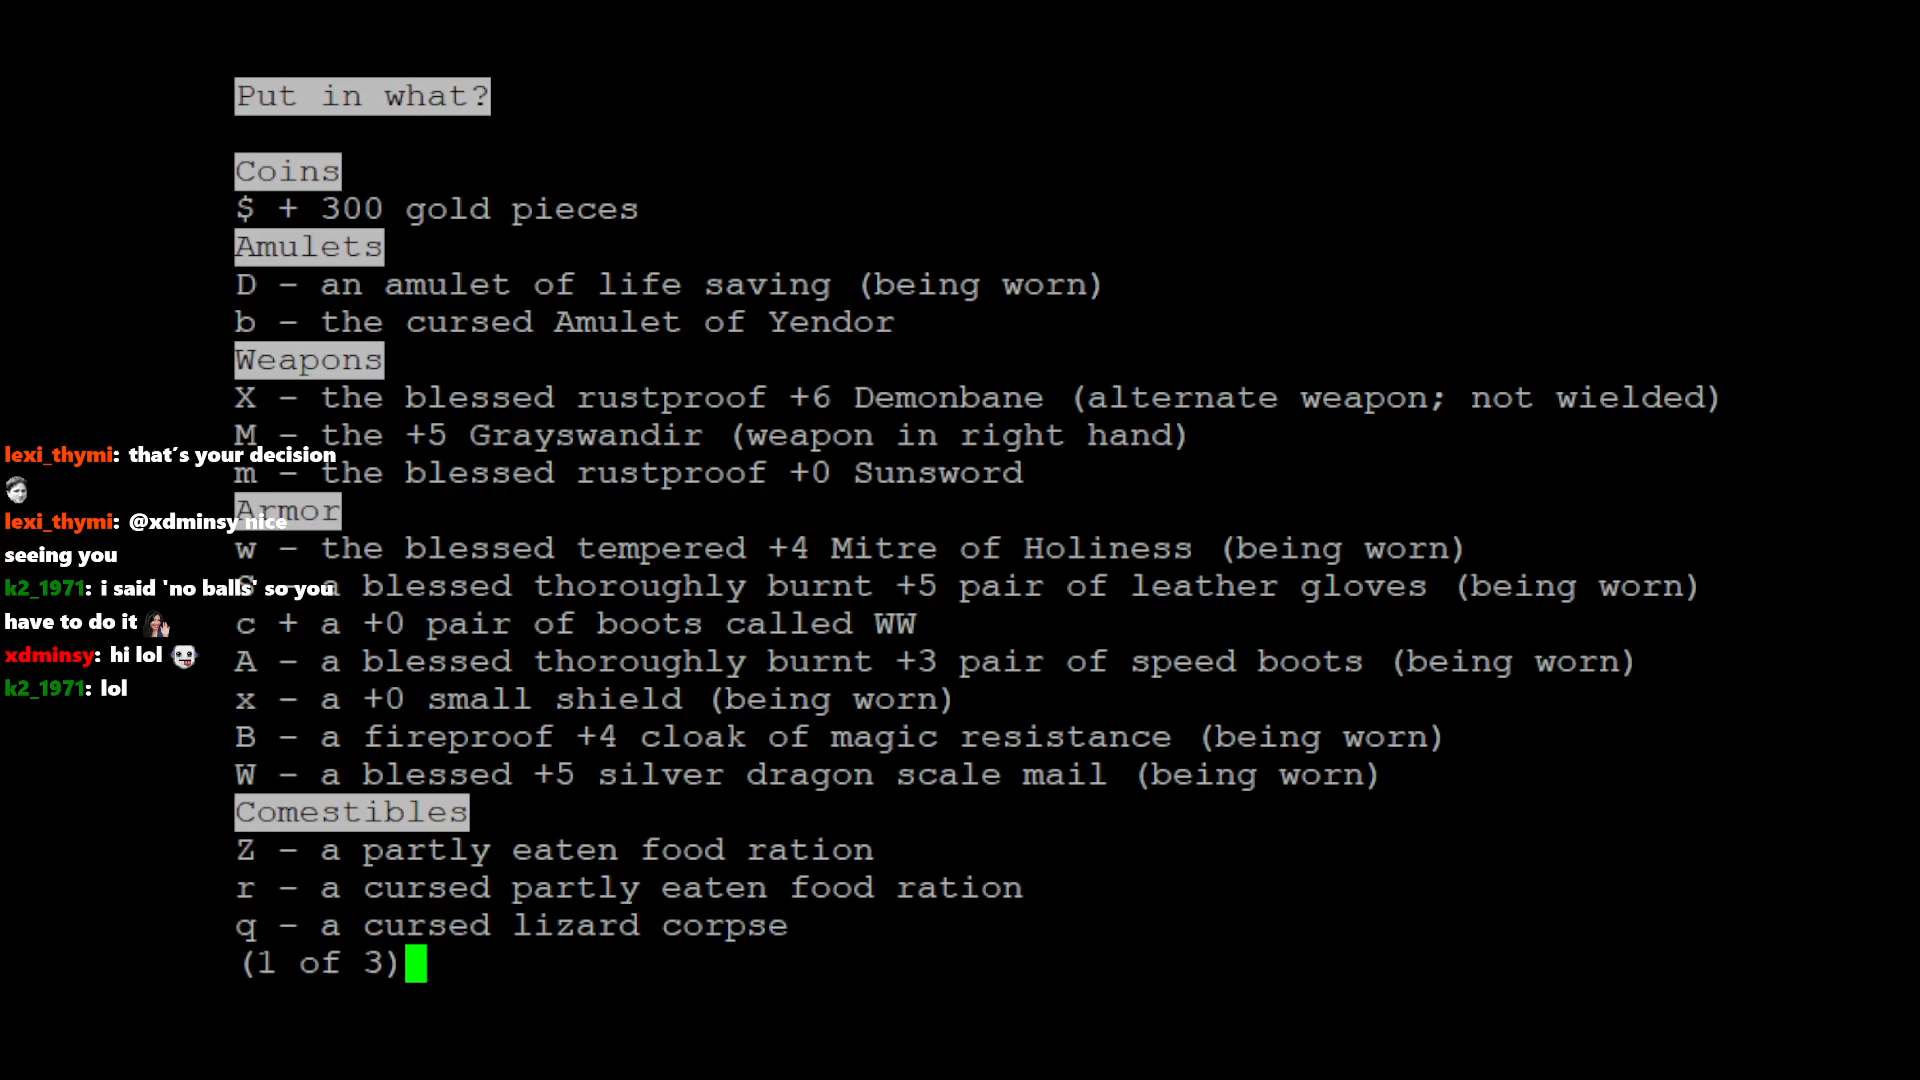 Put in what?
Coins
$ + 300 gold pieces
Amulets
D - an amulet of life saving (being worn)
b - the cursed Amulet of Yendor
Weapons
X - the blessed rustproof +6 Demonbane (alternate weapon; not wielded)
M - the +5 Grayswandir (weapon in right hand)
m - the blessed rustproof +0 Sunsword
Armor
w - the blessed tempered +4 Mitre of Holiness (being worn)
S - a blessed thoroughly burnt +5 pair of leather gloves (being worn)
c + a +0 pair of boots called WW
A - a blessed thoroughly burnt +3 pair of speed boots (being worn)
x - a +0 small shield (being worn)
B - a fireproof +4 cloak of magic resistance (being worn)
W - a blessed +5 silver dragon scale mail (being worn)
Comestibles
Z - a partly eaten food ration
r - a cursed partly eaten food ration
q - a cursed lizard corpse
(1 of 3)
lexi_thymi: that's your decision
lexi_thymi: @xdminsy nice
seeing you
k2_1971: i said 'no balls' so you
have to do it
xdminsy: hi lol
k2_1971: lol